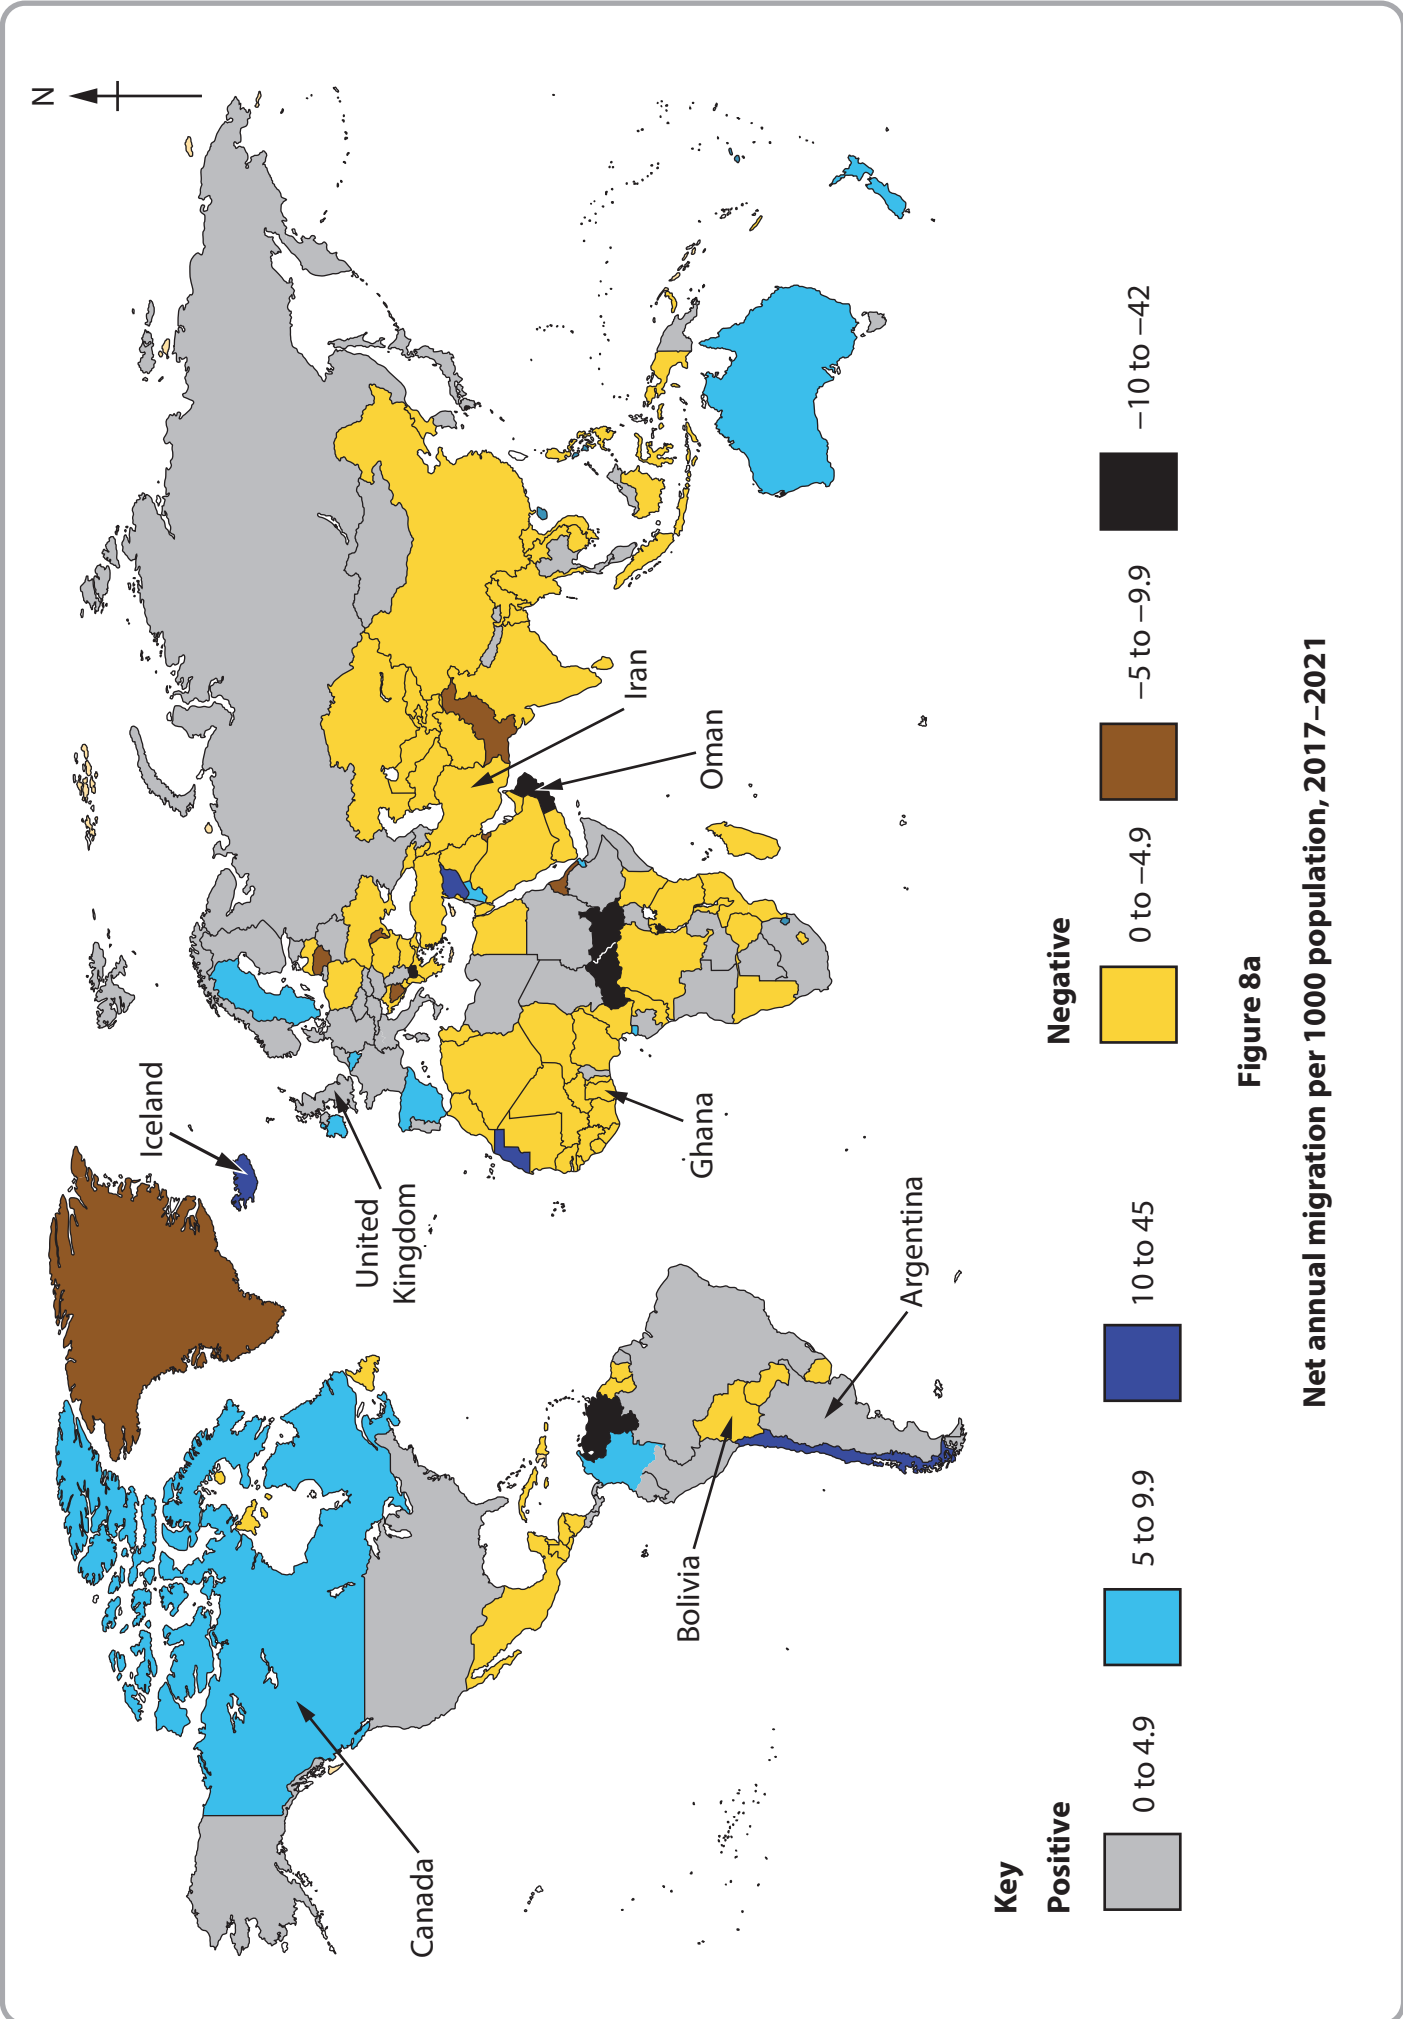 N
Iceland
United
Kingdom
Canada
Iran
Oman
Ghana
Bolivia
Argentina
Key
Positive
Negative
0 to 4.9
5 to 9.9
10 to 45
0 to −4.9
−5 to −9.9
−10 to −42
Figure 8a
Net annual migration per 1000 population, 2017–2021